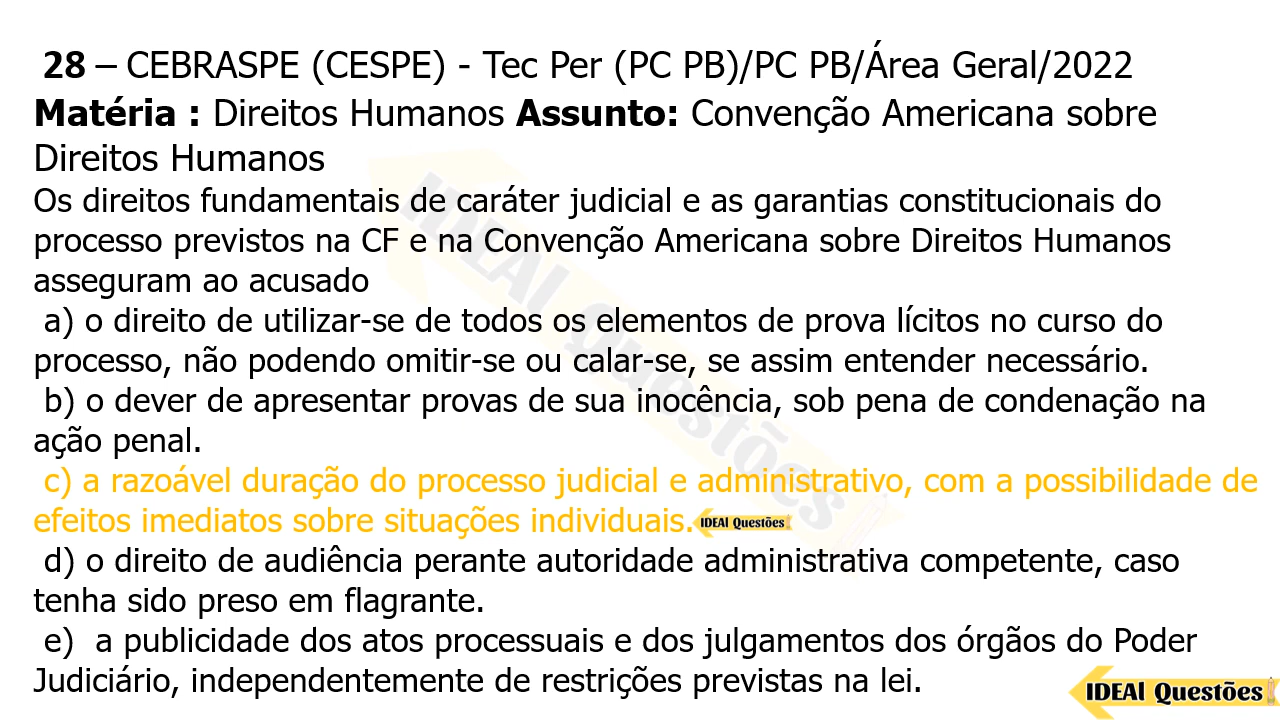 28 – CEBRASPE (CESPE) - Tec Per (PC PB)/PC PB/Área Geral/2022
Matéria : Direitos Humanos Assunto: Convenção Americana sobre
Direitos Humanos
Os direitos fundamentais de caráter judicial e as garantias constitucionais do
processo previstos na CF e na Convenção Americana sobre Direitos Humanos
asseguram ao acusado
a) o direito de utilizar-se de todos os elementos de prova lícitos no curso do
processo, não podendo omitir-se ou calar-se, se assim entender necessário.
b) o dever de apresentar provas de sua inocência, sob pena de condenação na
ação penal.
c) a razoável duração do processo judicial e administrativo, com a possibilidade de
efeitos imediatos sobre situações individuais. IDEAl Questões
d) o direito de audiência perante autoridade administrativa competente, caso
tenha sido preso em flagrante.
e)  a publicidade dos atos processuais e dos julgamentos dos órgãos do Poder
Judiciário, independentemente de restrições previstas na lei.
IDEAl Questões
IDEAl Questões